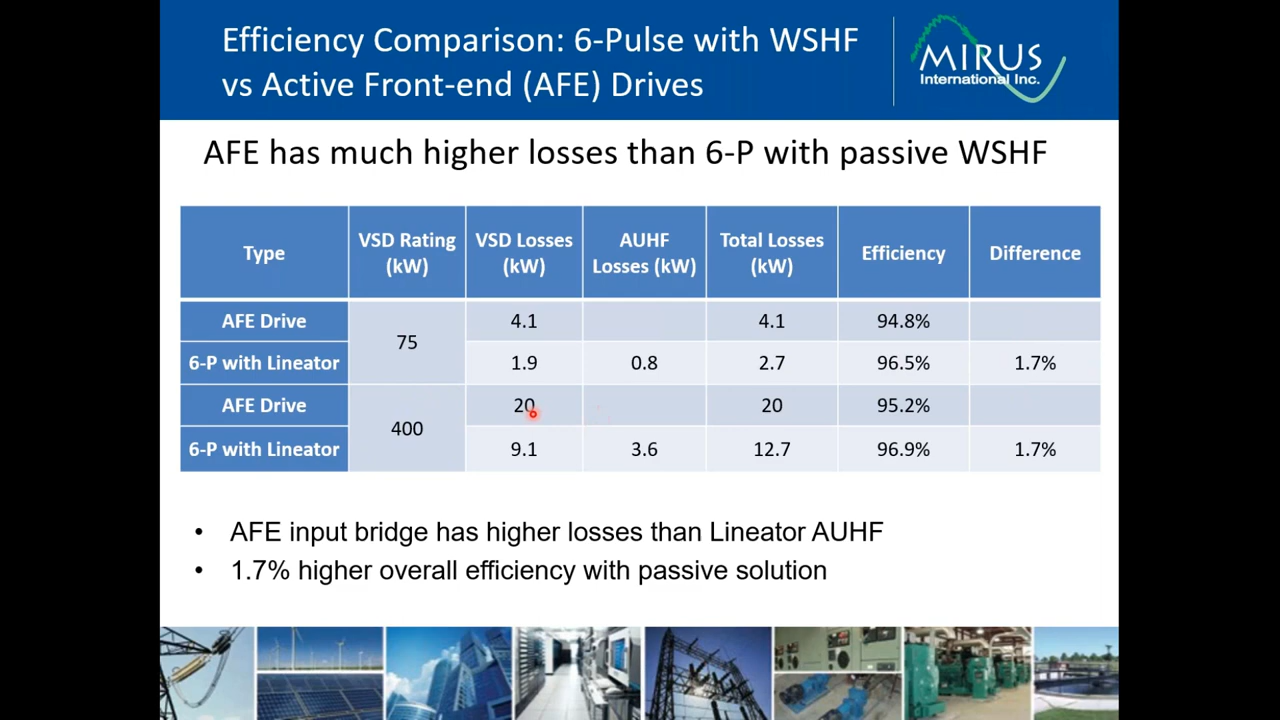 Efficiency Comparison: 6-Pulse with WSHF
vs Active Front-end (AFE) Drives
MIRUS
International Inc.
AFE has much higher losses than 6-P with passive WSHF
Type
VSD Rating
(kW)
VSD Losses
(kW)
AUHF
Losses (kW)
Total Losses
(kW)
Efficiency
Difference
AFE Drive
75
4.1
4.1
94.8%
6-P with Lineator
1.9
0.8
2.7
96.5%
1.7%
AFE Drive
400
20
20
95.2%
6-P with Lineator
9.1
3.6
12.7
96.9%
1.7%
• AFE input bridge has higher losses than Lineator AUHF
• 1.7% higher overall efficiency with passive solution